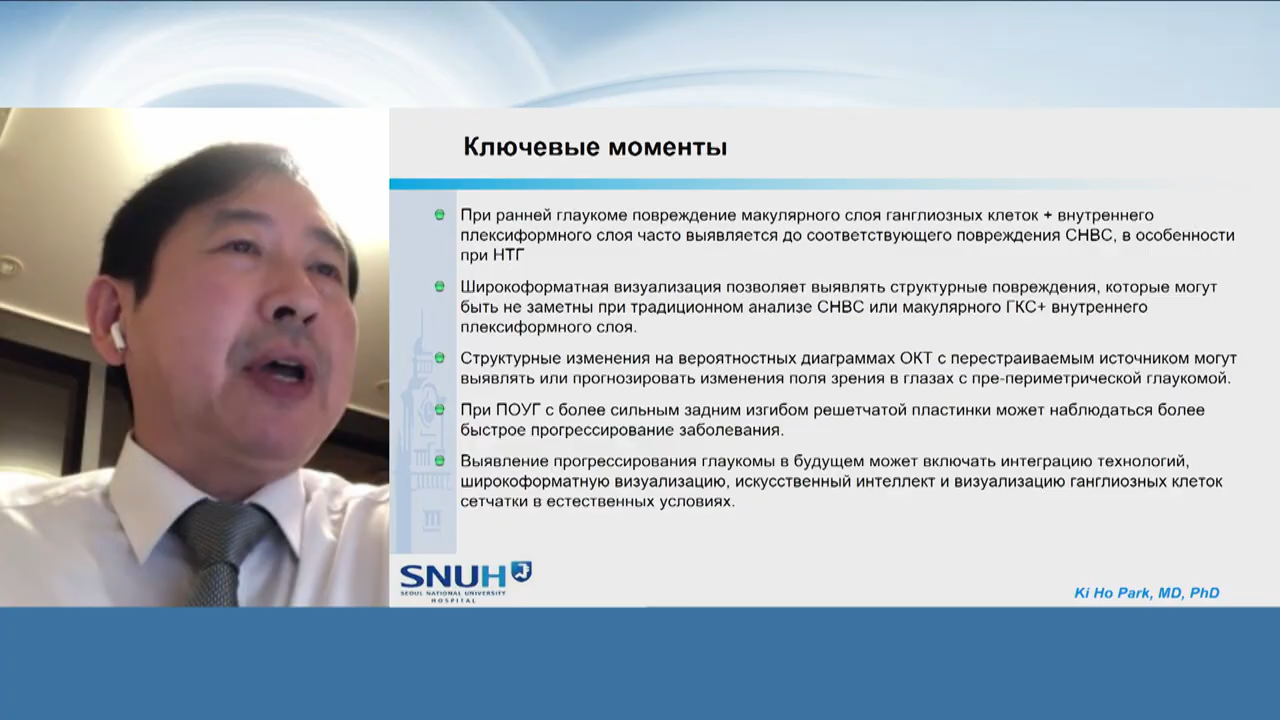 Ключевые моменты
При ранней глаукоме повреждение макулярного слоя ганглиозных клеток + внутреннего
плексиформного слоя часто выявляется до соответствующего повреждения СНВС, в особенности
при НТГ
Широкоформатная визуализация позволяет выявлять структурные повреждения, которые могут
быть не заметны при традиционном анализе СНВС или макулярного ГКС+ внутреннего
плексиформного слоя.
Структурные изменения на вероятностных диаграммах ОКТ с перестраиваемым источником могут
выявлять или прогнозировать изменения поля зрения в глазах с пре-периметрической глаукомой.
При ПОУГ с более сильным задним изгибом решетчатой пластинки может наблюдаться более
быстрое прогрессирование заболевания.
Выявление прогрессирования глаукомы в будущем может включать интеграцию технологий,
широкоформатную визуализацию, искусственный интеллект и визуализацию ганглиозных клеток
сетчатки в естественных условиях.
SNUH
SEOUL NATIONAL UNIVERSITY
HOSPITAL
Ki Ho Park, MD, PhD